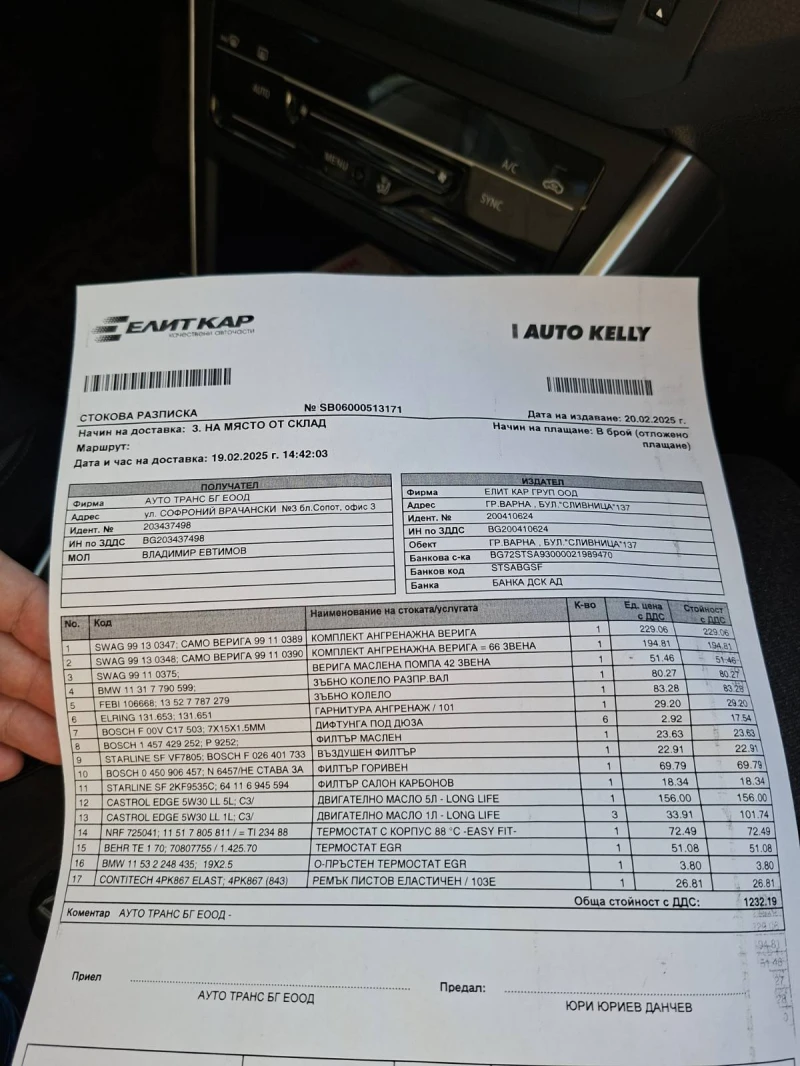 AUTO
MENU
A/C
SYNC
ЕЛИТ КАР
качествени авточасти
AUTO KELLY
СТОКОВА РАЗПИСКА
№ SB06000513171
Дата на издаване: 20.02.2025 г.
Начин на доставка: 3. НА МЯСТО ОТ СКЛАД
Начин на плащане: В брой (отложено плащане)
Маршрут:
Дата и час на доставка: 19.02.2025 г. 14:42:03
ПОЛУЧАТЕЛ
Фирма АУТО ТРАНС БГ ЕООД
Адрес ул. СОФРОНИЙ ВРАЧАНСКИ №3 бл.Сопот, офис 3
Идент. № 203437498
ИН по ЗДДС BG203437498
МОЛ ВЛАДИМИР ЕВТИМОВ
ИЗДАТЕЛ
Фирма ЕЛИТ КАР ГРУП ООД
Адрес ГР.ВАРНА , БУЛ."СЛИВНИЦА"137
Идент. № 200410624
ИН по ЗДДС BG200410624
Обект ГР.ВАРНА , БУЛ."СЛИВНИЦА"137
Банкова с-ка BG72STSA93000021989470
Банков код STSABGSF
Банка БАНКА ДСК АД
No. Код Наименование на стоката/услугата К-во Ед. цена с ДДС Стойност с ДДС
1 SWAG 99 13 0347; САМО ВЕРИГА 99 11 0389 КОМПЛЕКТ АНГРЕНАЖНА ВЕРИГА 1 229.06 229.06
2 SWAG 99 13 0348; САМО ВЕРИГА 99 11 0390 КОМПЛЕКТ АНГРЕНАЖНА ВЕРИГА = 66 ЗВЕНА 1 194.81 194.81
3 SWAG 99 11 0375; ВЕРИГА МАСЛЕНА ПОМПА 42 ЗВЕНА 1 51.46 51.46
4 BMW 11 31 7 790 599; ЗЪБНО КОЛЕЛО РАЗПР.ВАЛ 1 80.27 80.27
5 FEBI 106668; 13 52 7 787 279 ЗЪБНО КОЛЕЛО 1 83.28 83.28
6 ELRING 131.653; 131.651 ГАРНИТУРА АНГРЕНАЖ / 101 1 29.20 29.20
7 BOSCH F 00V C17 503; 7X15X1.5MM ДИФТУНГА ПОД ДЮЗА 6 2.92 17.54
8 BOSCH 1 457 429 252; P 9252; ФИЛТЪР МАСЛЕН 1 23.63 23.63
9 STARLINE SF VF7805; BOSCH F 026 401 733 ВЪЗДУШЕН ФИЛТЪР 1 22.91 22.91
10 BOSCH 0 450 906 457; N 6457/НЕ СТАВА ЗА ФИЛТЪР ГОРИВЕН 1 69.79 69.79
11 STARLINE SF 2KF9535C; 64 11 6 945 594 ФИЛТЪР САЛОН КАРБОНОВ 1 18.34 18.34
12 CASTROL EDGE 5W30 LL 5L; C3/ ДВИГАТЕЛНО МАСЛО 5Л - LONG LIFE 1 156.00 156.00
13 CASTROL EDGE 5W30 LL 1L; C3/ ДВИГАТЕЛНО МАСЛО 1Л - LONG LIFE 3 33.91 101.74
14 NRF 725041; 11 51 7 805 811 / = TI 234 88 ТЕРМОСТАТ С КОРПУС 88 °C -EASY FIT- 1 72.49 72.49
15 BEHR TE 1 70; 70807755 / 1.425.70 ТЕРМОСТАТ EGR 1 51.08 51.08
16 BMW 11 53 2 248 435; 19X2.5 О-ПРЪСТЕН ТЕРМОСТАТ EGR 1 3.80 3.80
17 CONTITECH 4PK867 ELAST; 4PK867 (843) РЕМЪК ПИСТОВ ЕЛАСТИЧЕН / 103E 1 26.81 26.81
Обща стойност с ДДС: 1232.19
Коментар АУТО ТРАНС БГ ЕООД -
Приел
АУТО ТРАНС БГ ЕООД
Предал:
ЮРИ ЮРИЕВ ДАНЧЕВ